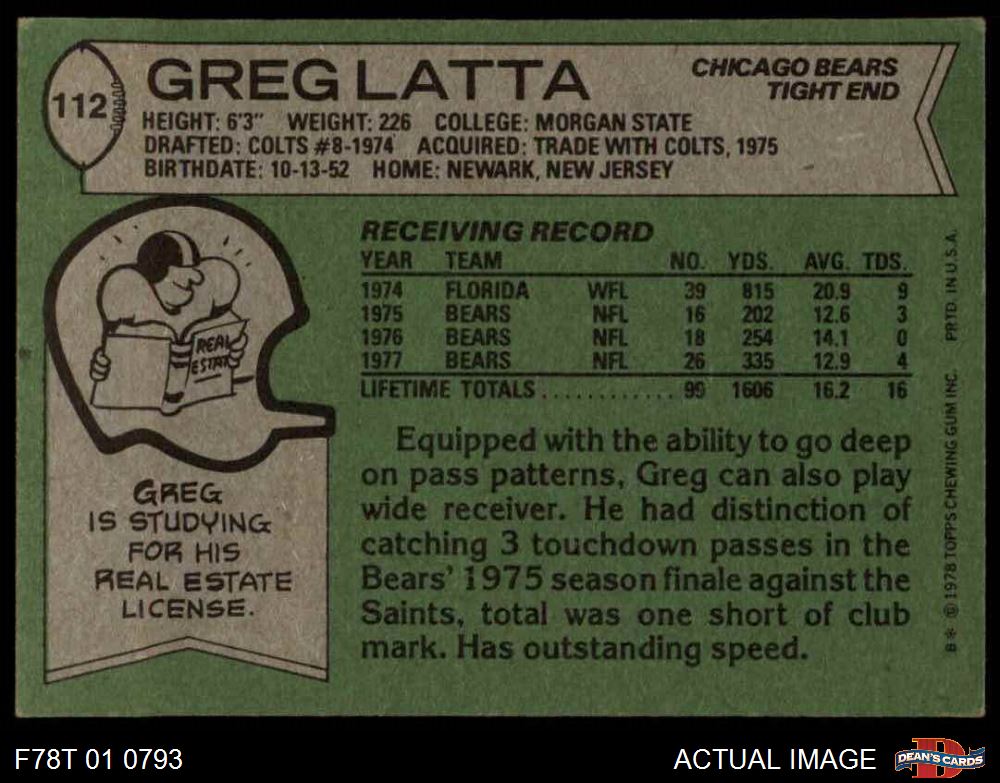 112
GREG LATTA
CHICAGO BEARS
TIGHT END
HEIGHT: 6'3" WEIGHT: 226 COLLEGE: MORGAN STATE
DRAFTED: COLTS #8-1974 ACQUIRED: TRADE WITH COLTS, 1975
BIRTHDATE: 10-13-52 HOME: NEWARK, NEW JERSEY
REAL
ESTATE
GREG
IS STUDYING
FOR HIS
REAL ESTATE
LICENSE.
RECEIVING RECORD
YEAR TEAM NO. YDS. AVG. TDS.
1974 FLORIDA WFL 39 815 20.9 9
1975 BEARS NFL 16 202 12.6 3
1976 BEARS NFL 18 254 14.1 0
1977 BEARS NFL 26 335 12.9 4
LIFETIME TOTALS............ 99 1606 16.2 16
Equipped with the ability to go deep
on pass patterns, Greg can also play
wide receiver. He had distinction of
catching 3 touchdown passes in the
Bears' 1975 season finale against the
Saints, total was one short of club
mark. Has outstanding speed.
B* © 1978 TOPPS CHEWING GUM INC. PRTD. IN U.S.A.
F78T 01 0793
ACTUAL IMAGE
D
DEAN'S CARDS